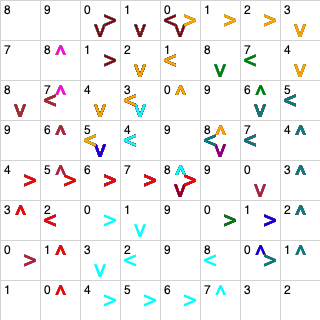 8 9 0 > 1 0 < > 1 > 2 > 3
V V V V
7 8 ^ 1 > 2 1 < 8 7 < 4
V V V
8 7 < ^ 4 3 < 0 ^ 9 6 ^ 5 <
V V V V V
9 6 ^ 5 < 4 < 9 8 < ^ 7 < 4 ^
V V
4 > 5 ^ > 6 > 7 > 8 ^ > 9 0 3 ^
V V
3 ^ 2 < 0 > 1 9 0 > 1 > 2 ^
V
0 > 1 ^ 3 2 < 9 8 < 0 ^ > 1 ^
V
1 0 ^ 4 > 5 > 6 > 7 ^ 3 2